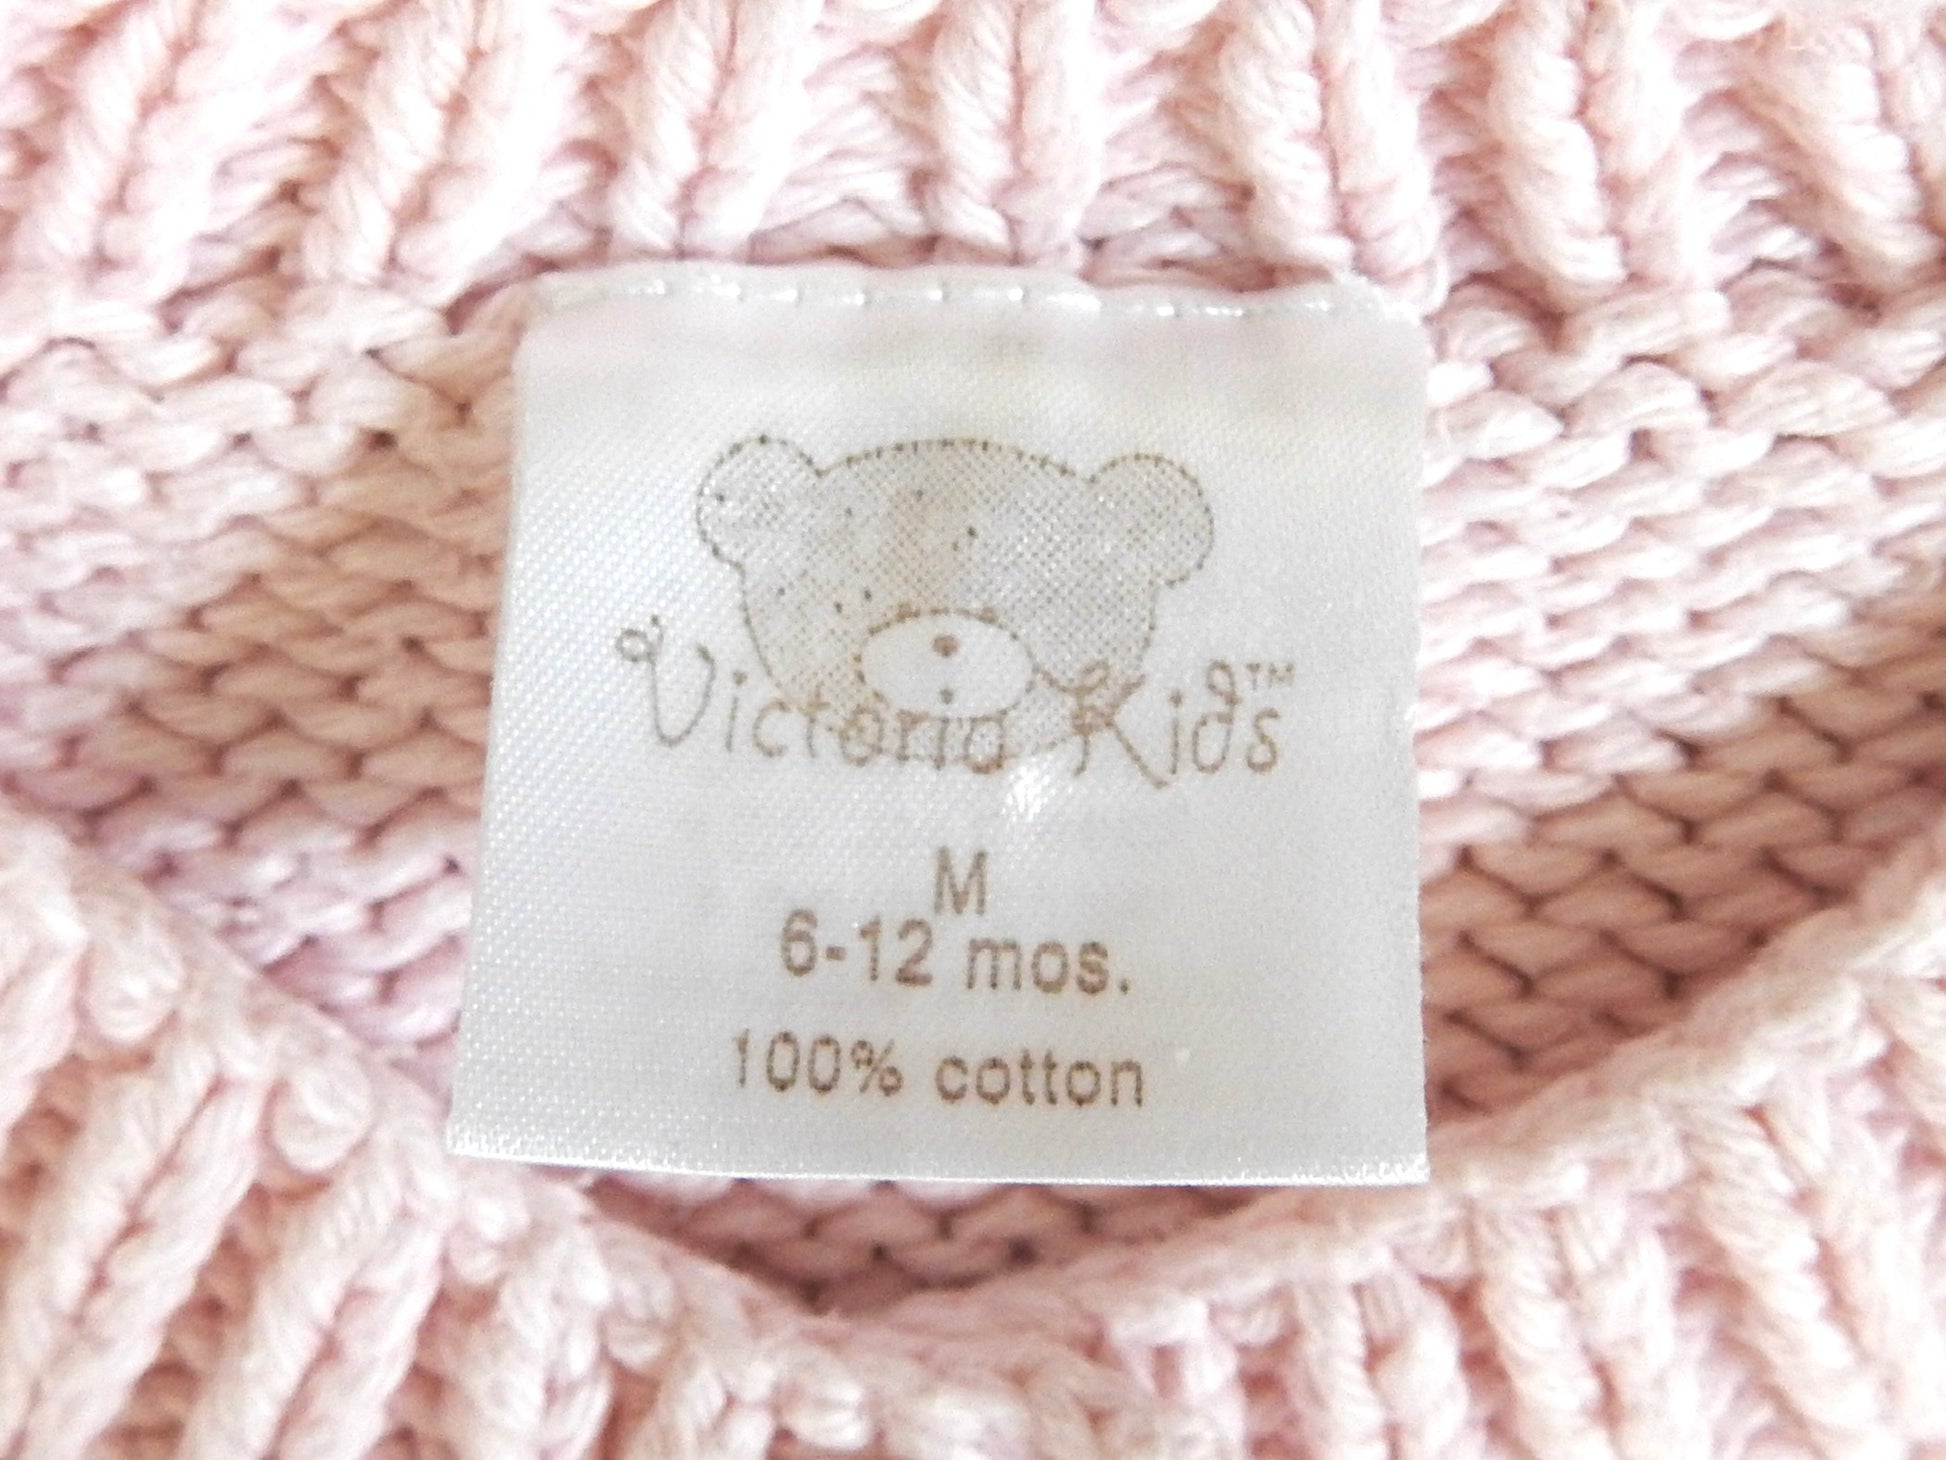 Victoria Kids™
M
6-12 mos.
100% cotton